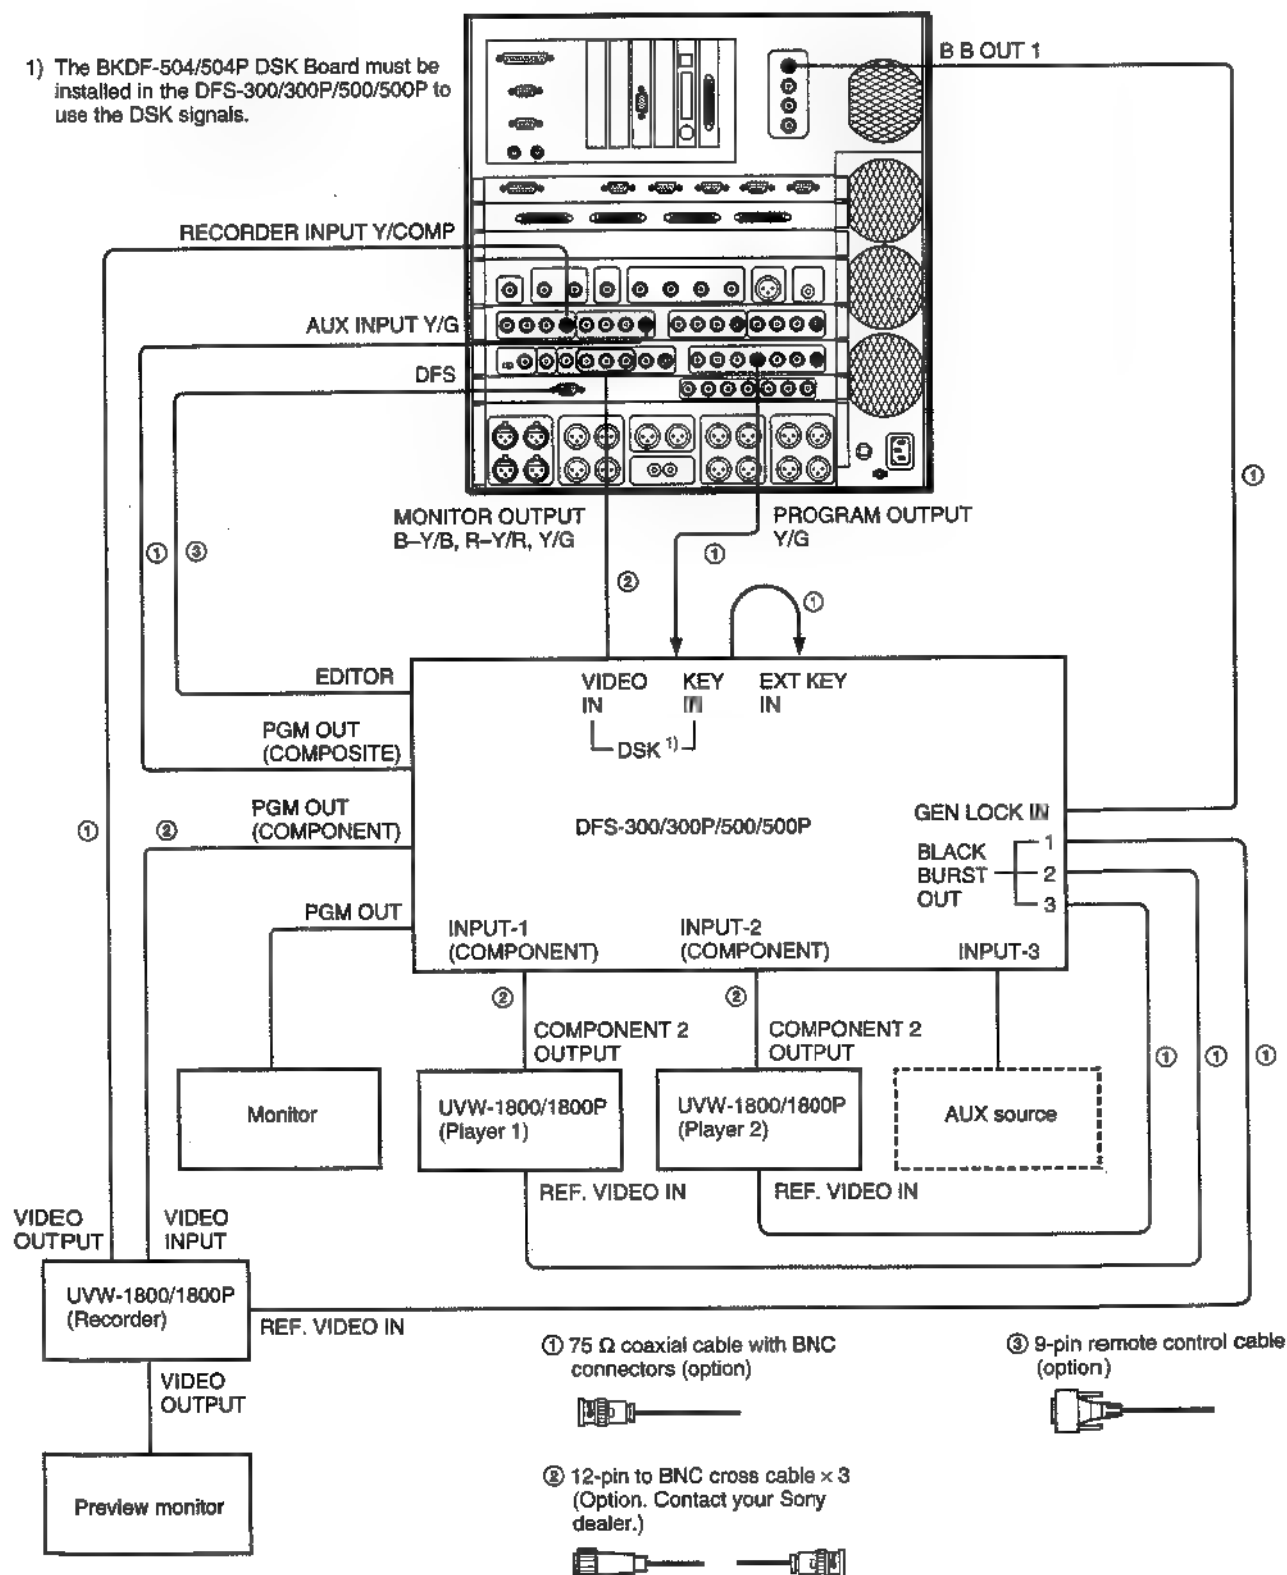 1) The BKDF-504/504P DSK Board must be
installed in the DFS-300/300P/500/500P to
use the DSK signals.
B B OUT 1
RECORDER INPUT Y/COMP
AUX INPUT Y/G
DFS
①
MONITOR OUTPUT
B–Y/B, R–Y/R, Y/G
PROGRAM OUTPUT
Y/G
①
③
①
②
①
EDITOR
VIDEO
IN
KEY
IN
EXT KEY
IN
DSK 1)
PGM OUT
(COMPOSITE)
PGM OUT
(COMPONENT)
①
②
DFS-300/300P/500/500P
GEN LOCK IN
BLACK
BURST
OUT
1
2
3
PGM OUT
INPUT-1
(COMPONENT)
INPUT-2
(COMPONENT)
INPUT-3
②
②
COMPONENT 2
OUTPUT
COMPONENT 2
OUTPUT
①
①
①
Monitor
UVW-1800/1800P
(Player 1)
UVW-1800/1800P
(Player 2)
AUX source
REF. VIDEO IN
REF. VIDEO IN
VIDEO
OUTPUT
VIDEO
INPUT
UVW-1800/1800P
(Recorder)
REF. VIDEO IN
VIDEO
OUTPUT
Preview monitor
① 75 Ω coaxial cable with BNC
connectors (option)
③ 9-pin remote control cable
(option)
② 12-pin to BNC cross cable × 3
(Option. Contact your Sony
dealer.)